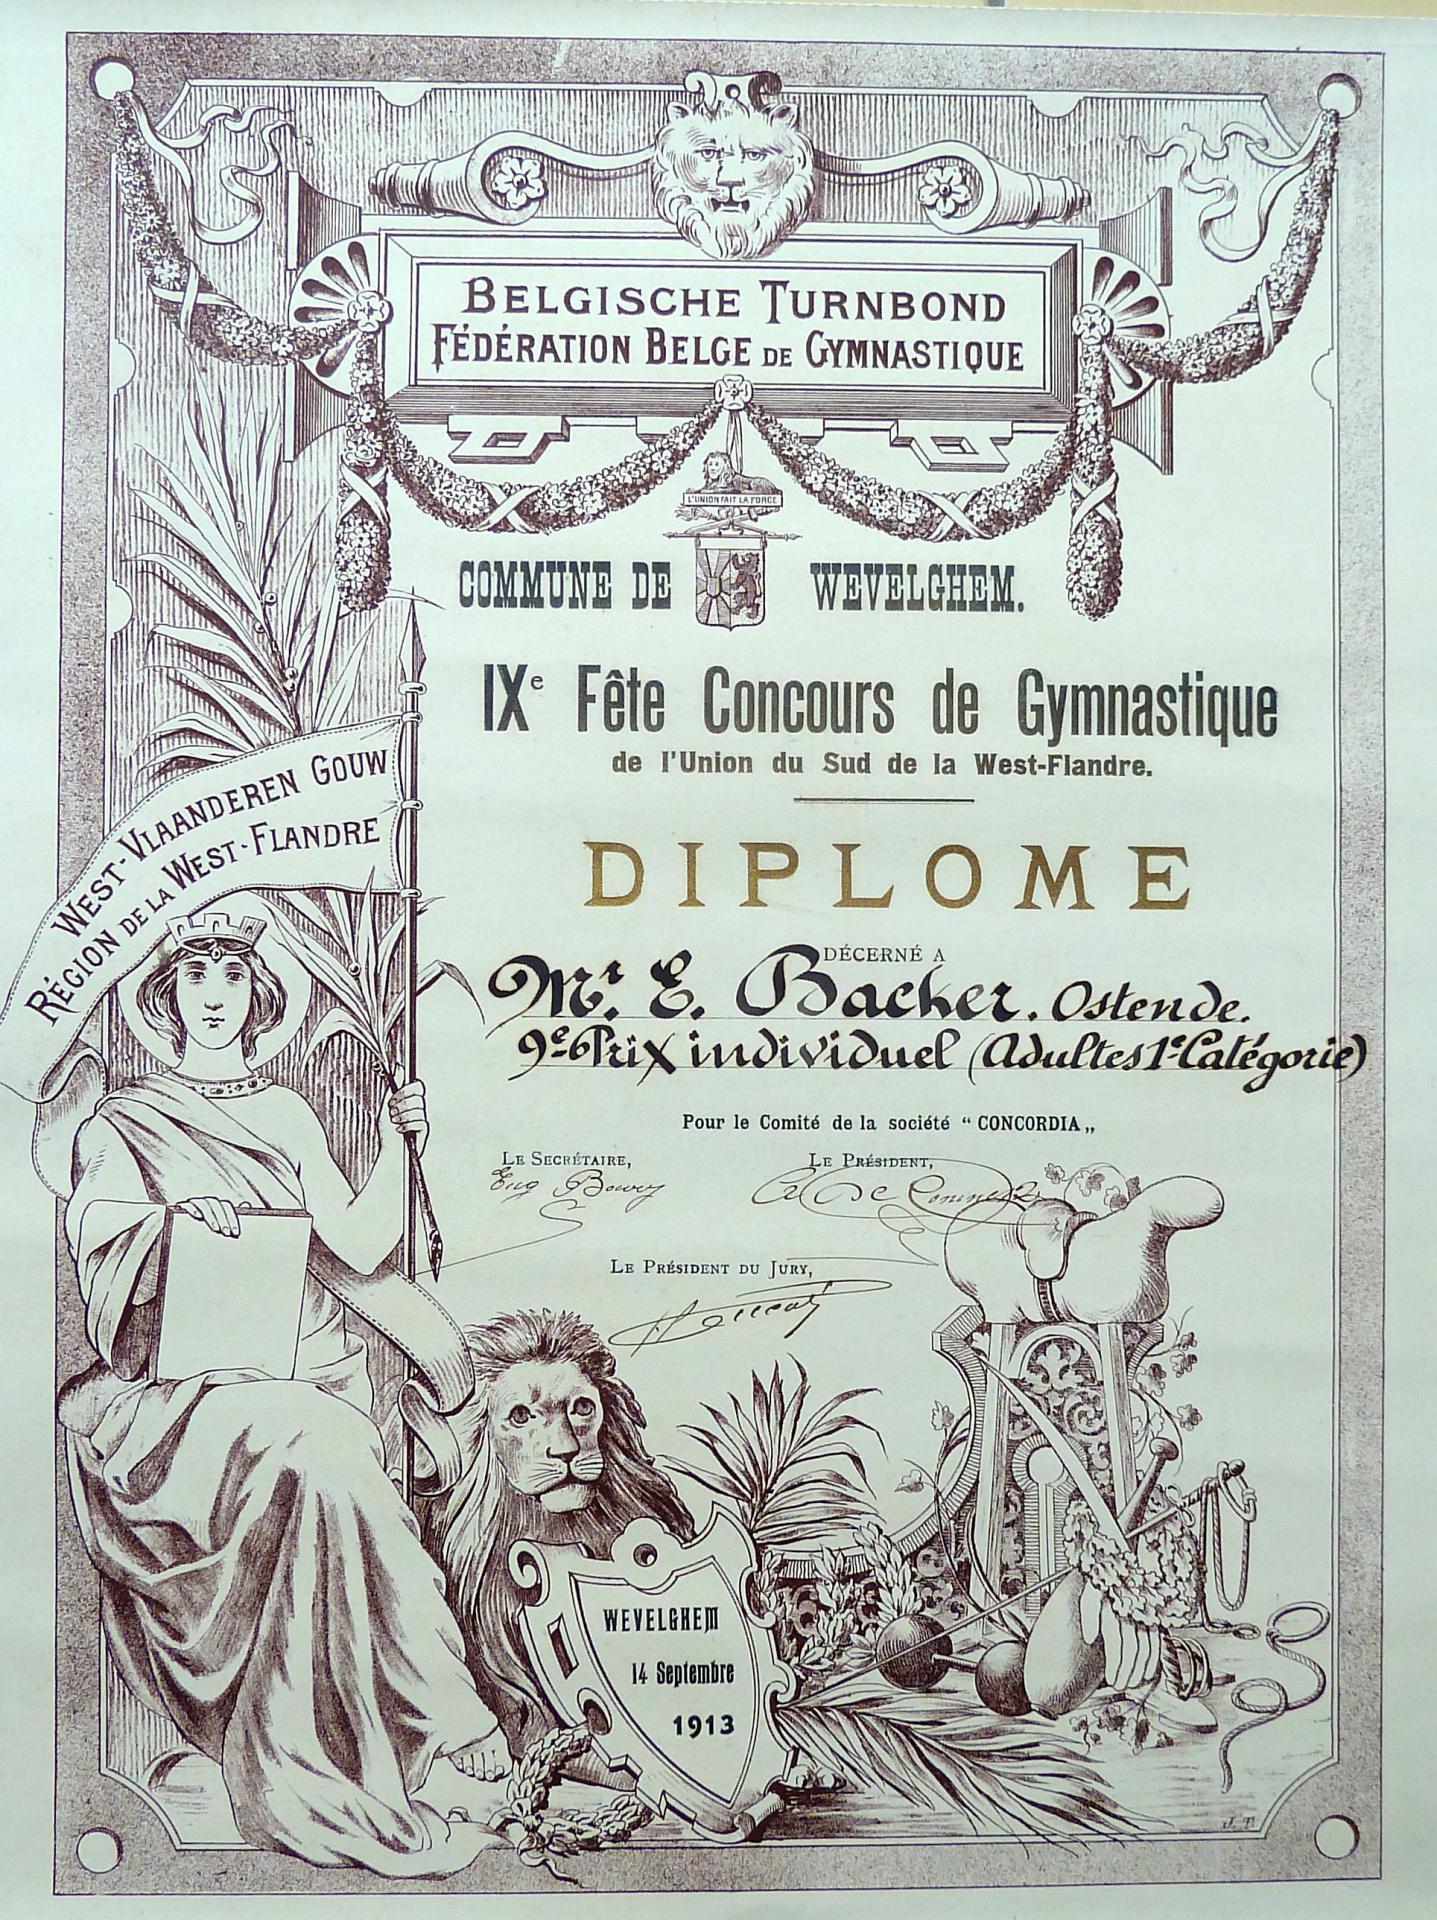 BELGISCHE TURNBOND
FÉDÉRATION BELGE DE GYMNASTIQUE
L'UNION FAIT LA FORCE
COMMUNE DE WEVELGHEM.
IXe Fête Concours de Gymnastique
de l'Union du Sud de la West-Flandre.
WEST-VLAANDEREN GOUW
RÉGION DE LA WEST-FLANDRE
DIPLOME
DÉCERNÉ A
Mr. E. Backer. Ostende.
9e Prix individuel (Adultes 1e Catégorie)
Pour le Comité de la société “ CONCORDIA „
LE SECRÉTAIRE, LE PRÉSIDENT,
Eug
LE PRÉSIDENT DU JURY,
WEVELGHEM
14 Septembre
1913